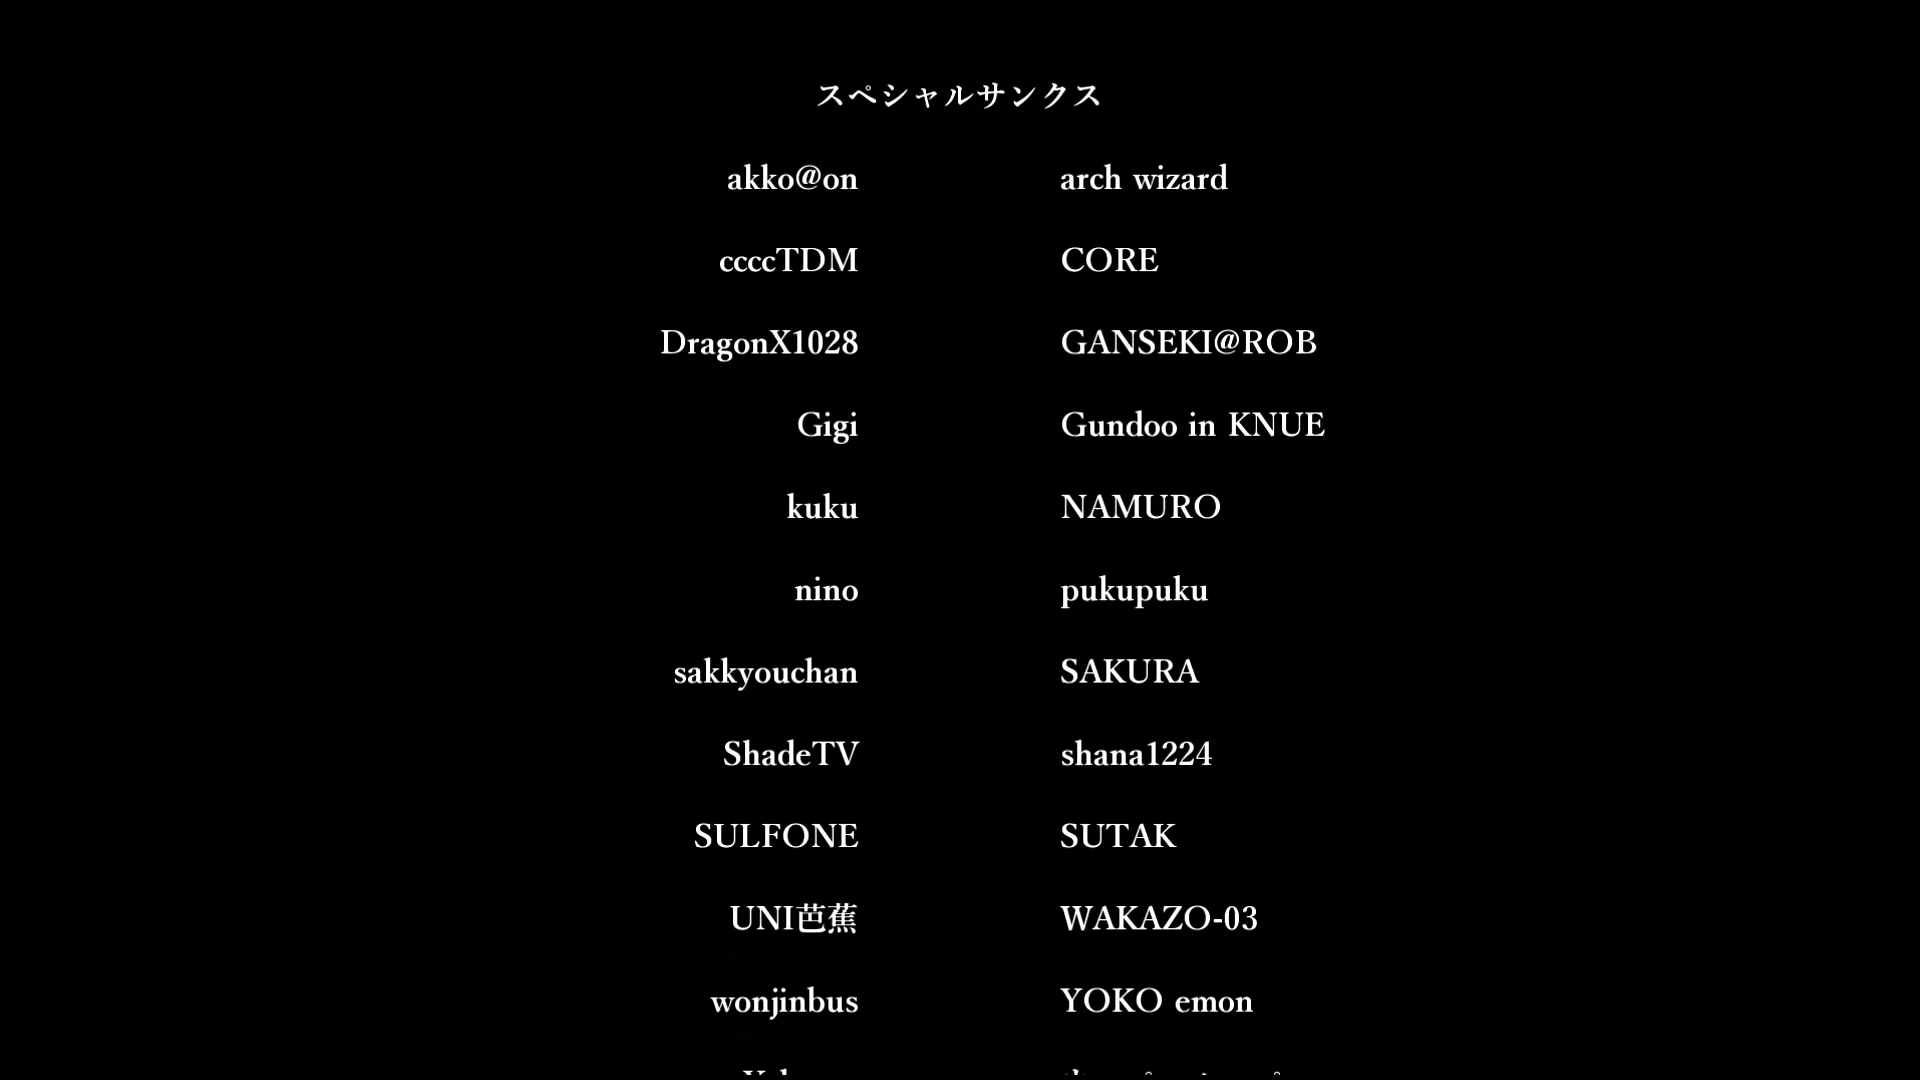 スペシャルサンクス
akko@on arch wizard
ccccTDM CORE
DragonX1028 GANSEKI@ROB
Gigi Gundoo in KNUE
kuku NAMURO
nino pukupuku
sakkyouchan SAKURA
ShadeTV shana1224
SULFONE SUTAK
UNI芭蕉 WAKAZO-03
wonjinbus YOKO emon